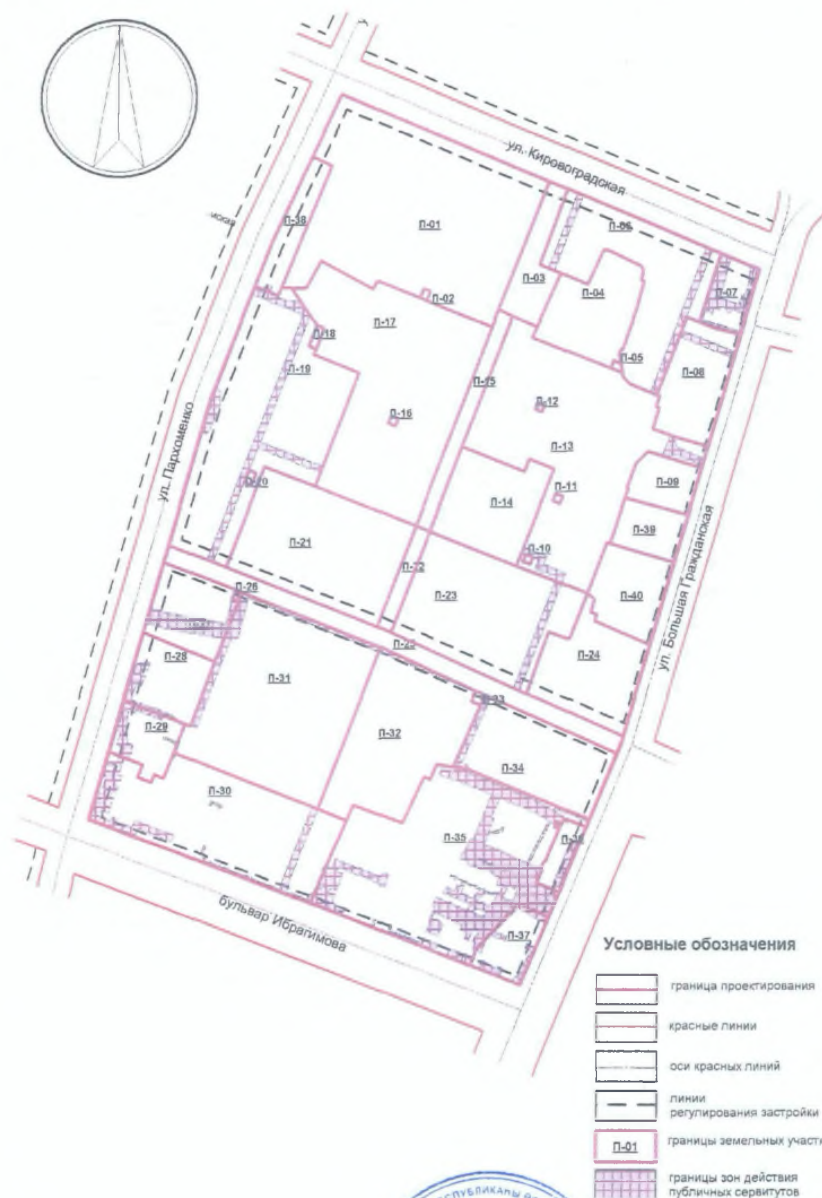 ул. Кировоградская
П-38
П-01
П-06
П-03
П-07
П-04
П-02
П-17
П-18
П-05
П-08
П-19
П-15
П-12
П-16
П-13
ул. Пархоменко
П-09
П-20
П-14
П-11
П-39
П-21
П-10
П-22
П-23
П-40
ул. Большая Гражданская
П-26
П-25
П-24
П-28
П-31
П-33
П-29
П-32
П-34
П-30
П-35
П-36
бульвар Ибрагимова
П-37
Условные обозначения
граница проектирования
красные линии
оси красных линий
линии
регулирования застройки
П-01
границы земельных участк
границы зон действия
публичных сервитутов